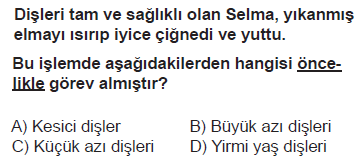 Dişleri tam ve sağlıklı olan Selma, yıkanmış
elmayı ısırıp iyice çiğnedi ve yuttu.
Bu işlemde aşağıdakilerden hangisi önce-
likle görev almıştır?
A) Kesici dişler B) Büyük azı dişleri
C) Küçük azı dişleri D) Yirmi yaş dişleri